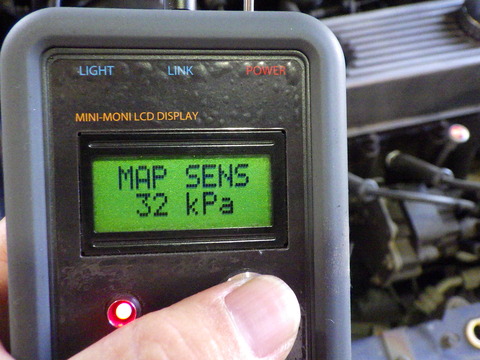 LIGHT LINK POWER
MINI-MONI LCD DISPLAY
MAP SENS
32 kPa